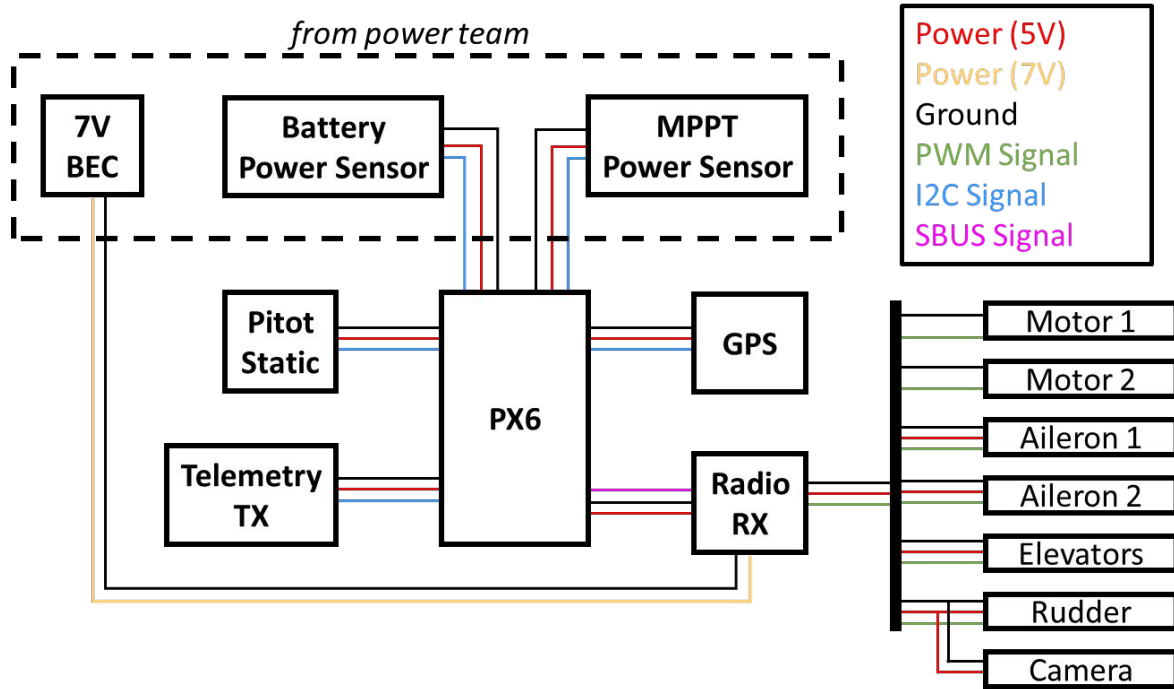 from power team
7V
BEC
Battery
Power Sensor
MPPT
Power Sensor
Power (5V)
Power (7V)
Ground
PWM Signal
I2C Signal
SBUS Signal
Pitot
Static
PX6
GPS
Telemetry
TX
Radio
RX
Motor 1
Motor 2
Aileron 1
Aileron 2
Elevators
Rudder
Camera